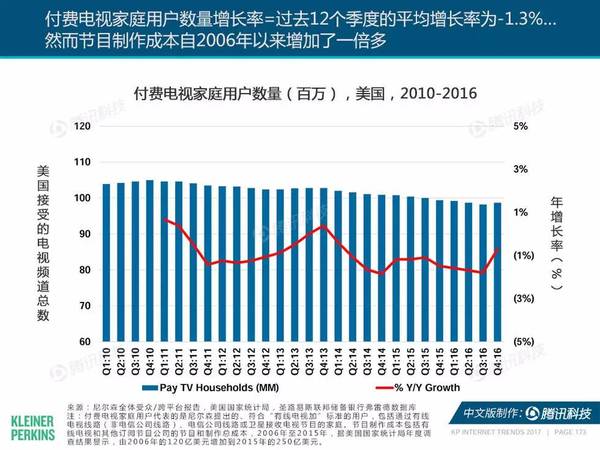 付费电视家庭用户数量增长率=过去12个季度的平均增长率为-1.3%...
然而节目制作成本自2006年以来增加了一倍多
付费电视家庭用户数量（百万），美国，2010-2016
腾讯科技
腾讯科技
120
110
100
90
80
70
60
美国接受的电视频道总数
5%
3%
1%
(1%)
(3%)
(5%)
年增长率（%）
Q1:10
Q2:10
Q3:10
Q4:10
Q1:11
Q2:11
Q3:11
Q4:11
Q1:12
Q2:12
Q3:12
Q4:12
Q1:13
Q2:13
Q3:13
Q4:13
Q1:14
Q2:14
Q3:14
Q4:14
Q1:15
Q2:15
Q3:15
Q4:15
Q1:16
Q2:16
Q3:16
Q4:16
Pay TV Households (MM)
% Y/Y Growth
来源：尼尔森全体受众/跨平台报告，美国国家统计局，圣路易斯联邦储备银行弗雷德数据库
注：付费电视家庭用户代表的是尼尔森提出的、符合“有线电视加”标准的用户，包括通过有线
电视线路（非电信公司线路）、电信公司线路或卫星接收电视节目的家庭。节目制作成本包括有
线电视和其他订阅节目公司的节目和制作总成本，2006年至2015年，据美国国家统计局年度调
查结果显示，由2006年的120亿美元增加到2015年的250亿美元。
KLEINER
PERKINS
中文版制作：腾讯科技
KP INTERNET TRENDS 2017 | PAGE 173